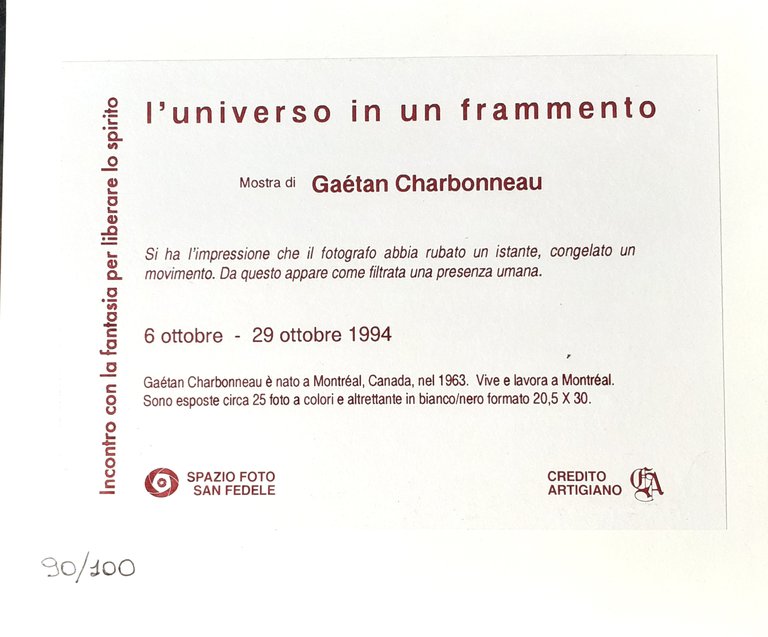 Incontro con la fantasia per liberare lo spirito
l'universo in un frammento
Mostra di Gaétan Charbonneau
Si ha l'impressione che il fotografo abbia rubato un istante, congelato un
movimento. Da questo appare come filtrata una presenza umana.
6 ottobre - 29 ottobre 1994
Gaétan Charbonneau è nato a Montréal, Canada, nel 1963. Vive e lavora a Montréal.
Sono esposte circa 25 foto a colori e altrettante in bianco/nero formato 20,5 X 30.
SPAZIO FOTO
SAN FEDELE
CREDITO
ARTIGIANO
CA
90/100